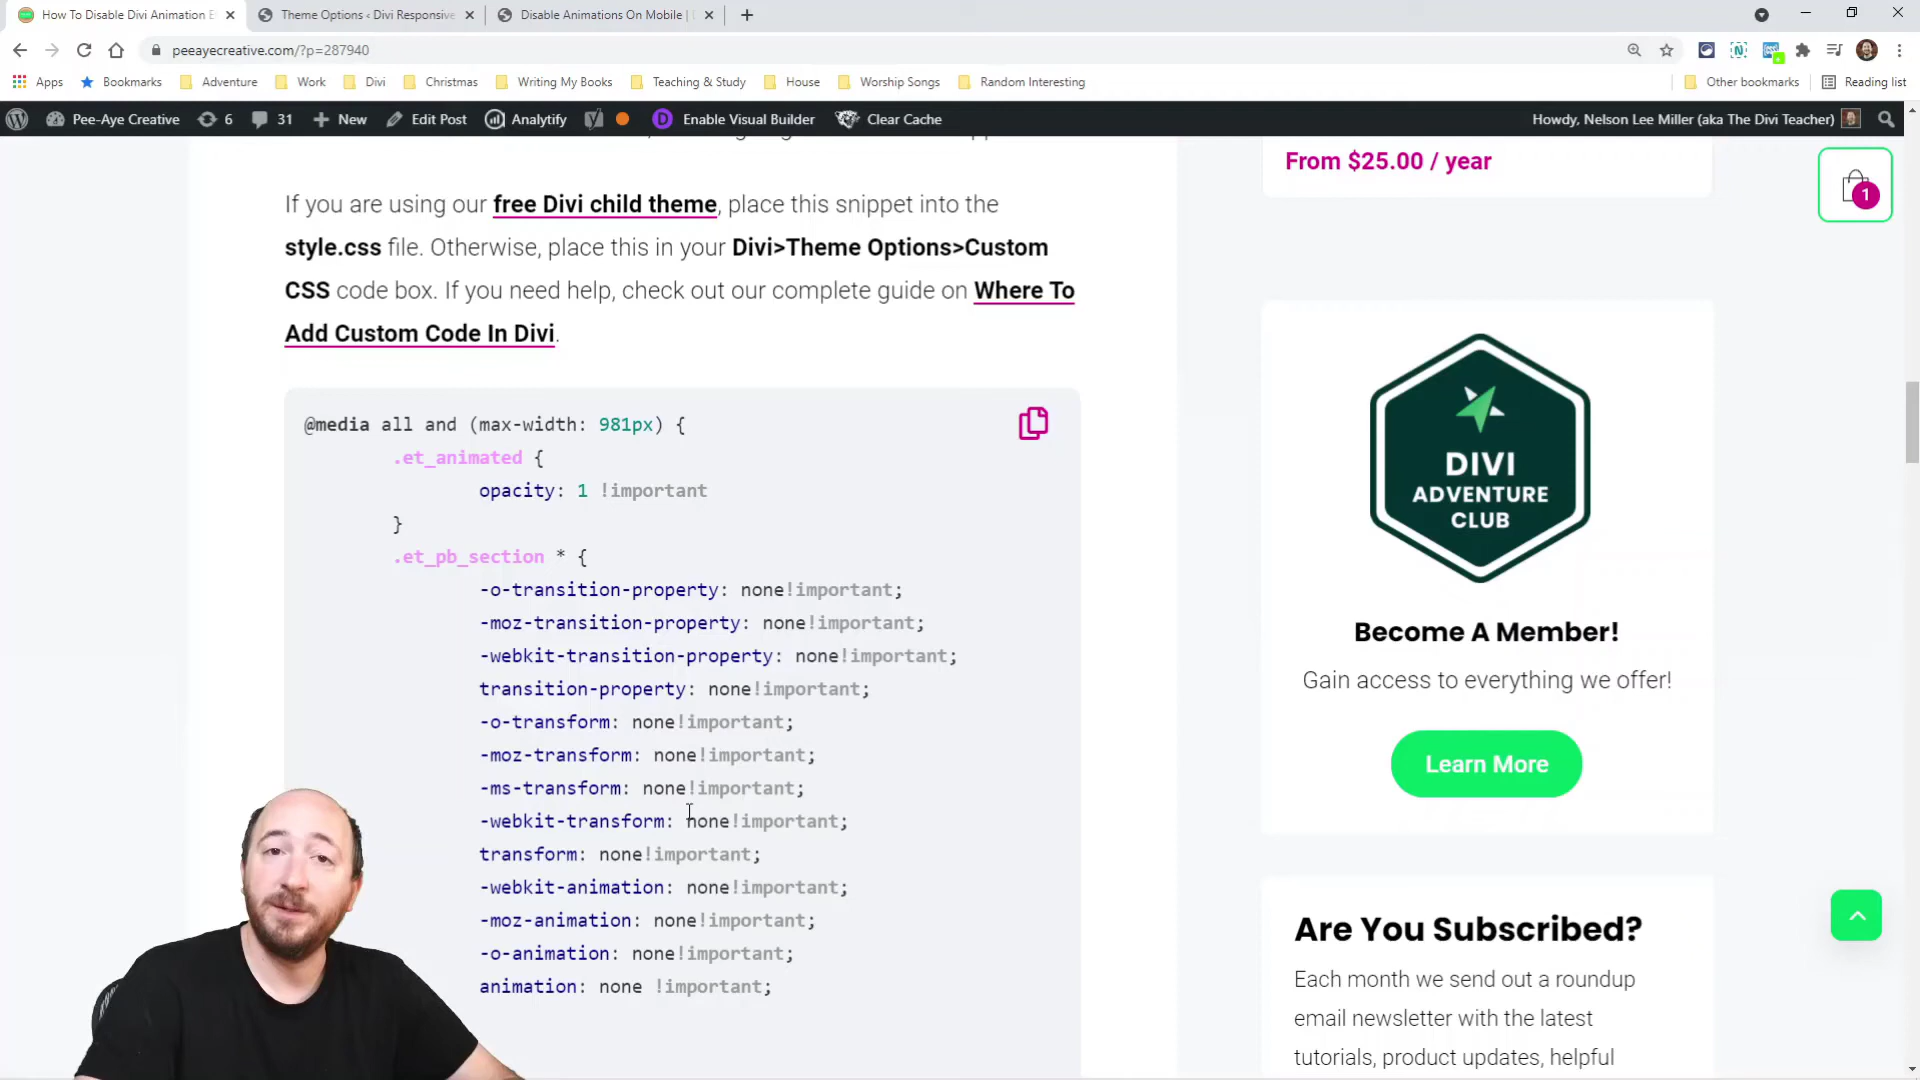 How To Disable Divi Animation E
Theme Options ‹ Divi Responsive
Disable Animations On Mobile |
peeayecreative.com/?p=287940
Apps
Bookmarks
Adventure
Work
Divi
Christmas
Writing My Books
Teaching & Study
House
Worship Songs
Random Interesting
Other bookmarks
Reading list
Pee-Aye Creative
6
31
New
Edit Post
Analytify
D
Enable Visual Builder
Clear Cache
Howdy, Nelson Lee Miller (aka The Divi Teacher)
If you are using our free Divi child theme, place this snippet into the
style.css file. Otherwise, place this in your Divi>Theme Options>Custom
CSS code box. If you need help, check out our complete guide on Where To
Add Custom Code In Divi.
@media all and (max-width: 981px) {
.et_animated {
opacity: 1 !important
}
.et_pb_section * {
-o-transition-property: none!important;
-moz-transition-property: none!important;
-webkit-transition-property: none!important;
transition-property: none!important;
-o-transform: none!important;
-moz-transform: none!important;
-ms-transform: none!important;
-webkit-transform: none!important;
transform: none!important;
-webkit-animation: none!important;
-moz-animation: none!important;
-o-animation: none!important;
animation: none !important;
From $25.00 / year
1
DIVI
ADVENTURE
CLUB
Become A Member!
Gain access to everything we offer!
Learn More
Are You Subscribed?
Each month we send out a roundup
email newsletter with the latest
tutorials, product updates, helpful